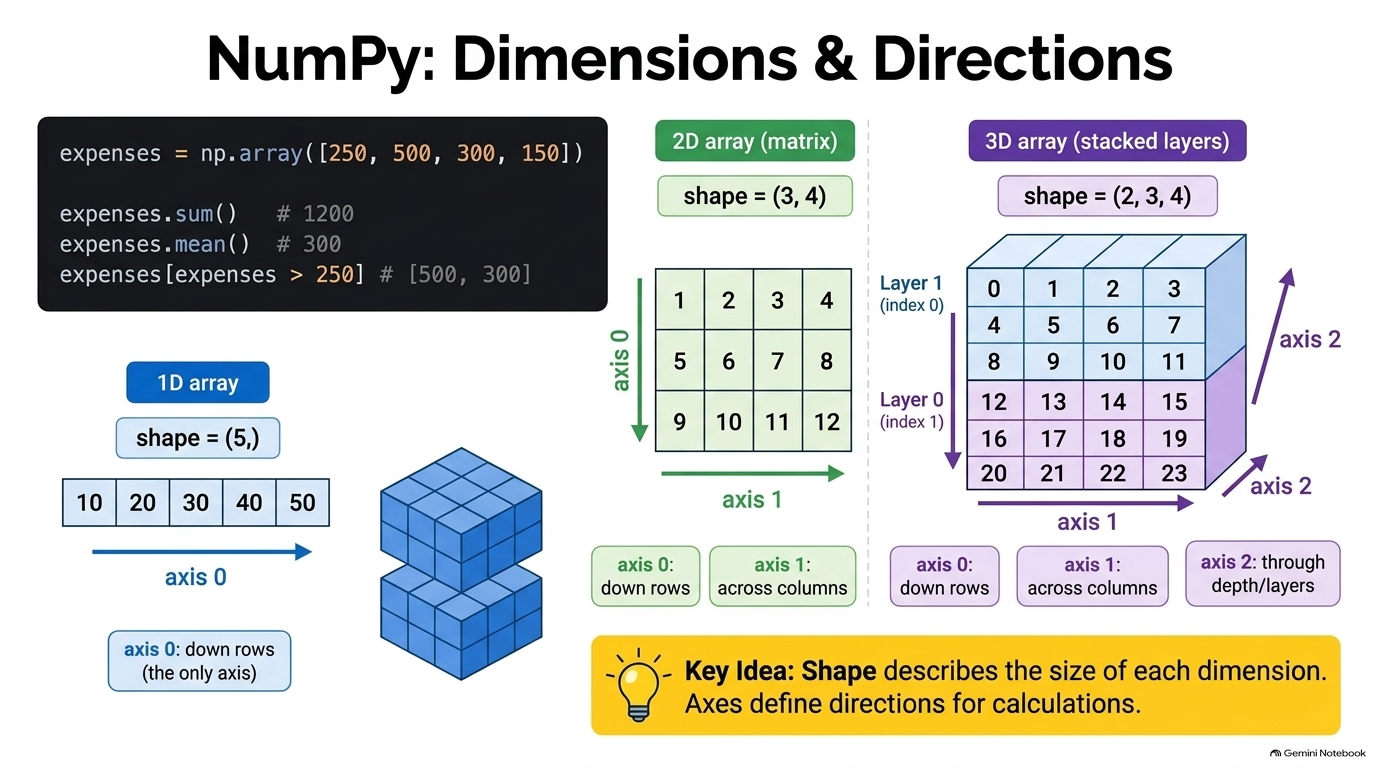 NumPy: Dimensions & Directions
expenses = np.array([250, 500, 300, 150])
expenses.sum()   # 1200
expenses.mean()  # 300
expenses[expenses > 250] # [500, 300]
1D array
shape = (5,)
10 20 30 40 50
axis 0
axis 0: down rows
(the only axis)
2D array (matrix)
shape = (3, 4)
axis 0
1 2 3 4
5 6 7 8
9 10 11 12
axis 1
axis 0:
down rows
axis 1:
across columns
3D array (stacked layers)
shape = (2, 3, 4)
Layer 1
(index 0)
Layer 0
(index 1)
0 1 2 3
4 5 6 7
8 9 10 11
12 13 14 15
16 17 18 19
20 21 22 23
axis 2
axis 2
axis 1
axis 0:
down rows
axis 1:
across columns
axis 2: through
depth/layers
Key Idea: Shape describes the size of each dimension.
Axes define directions for calculations.
Gemini Notebook